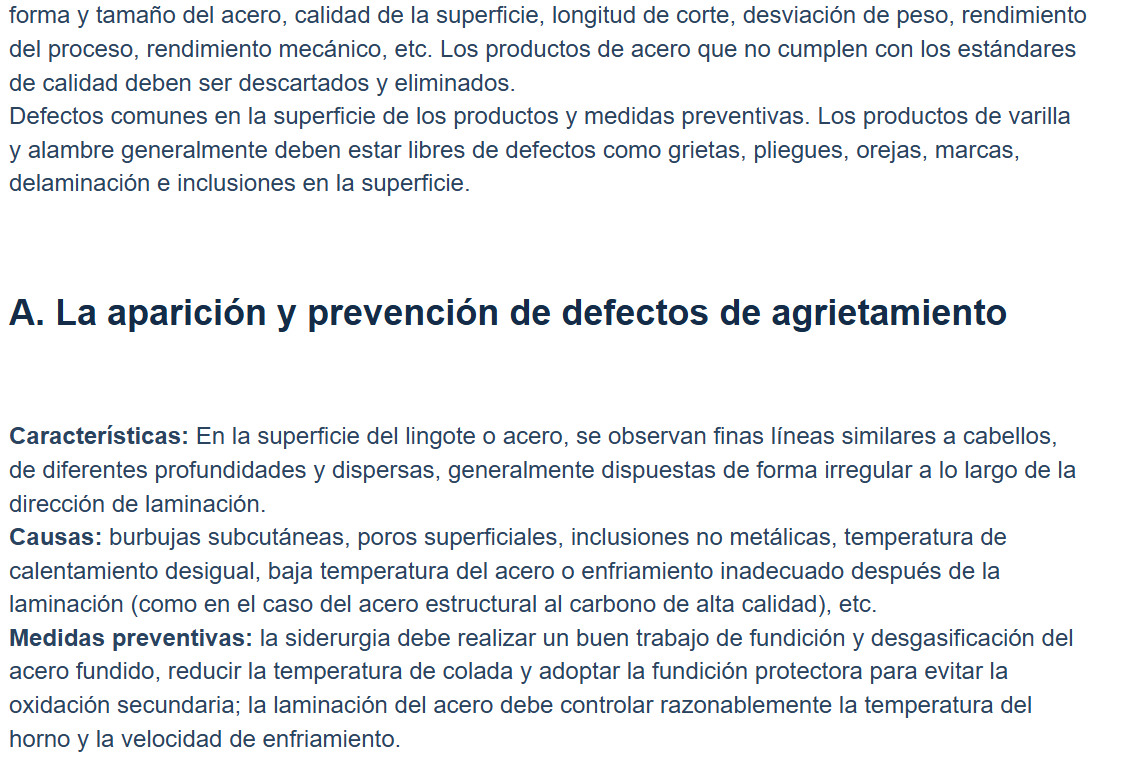 forma y tamaño del acero, calidad de la superficie, longitud de corte, desviación de peso, rendimiento
del proceso, rendimiento mecánico, etc. Los productos de acero que no cumplen con los estándares
de calidad deben ser descartados y eliminados.
Defectos comunes en la superficie de los productos y medidas preventivas. Los productos de varilla
y alambre generalmente deben estar libres de defectos como grietas, pliegues, orejas, marcas,
delaminación e inclusiones en la superficie.
A. La aparición y prevención de defectos de agrietamiento
Características: En la superficie del lingote o acero, se observan finas líneas similares a cabellos,
de diferentes profundidades y dispersas, generalmente dispuestas de forma irregular a lo largo de la
dirección de laminación.
Causas: burbujas subcutáneas, poros superficiales, inclusiones no metálicas, temperatura de
calentamiento desigual, baja temperatura del acero o enfriamiento inadecuado después de la
laminación (como en el caso del acero estructural al carbono de alta calidad), etc.
Medidas preventivas: la siderurgia debe realizar un buen trabajo de fundición y desgasificación del
acero fundido, reducir la temperatura de colada y adoptar la fundición protectora para evitar la
oxidación secundaria; la laminación del acero debe controlar razonablemente la temperatura del
horno y la velocidad de enfriamiento.